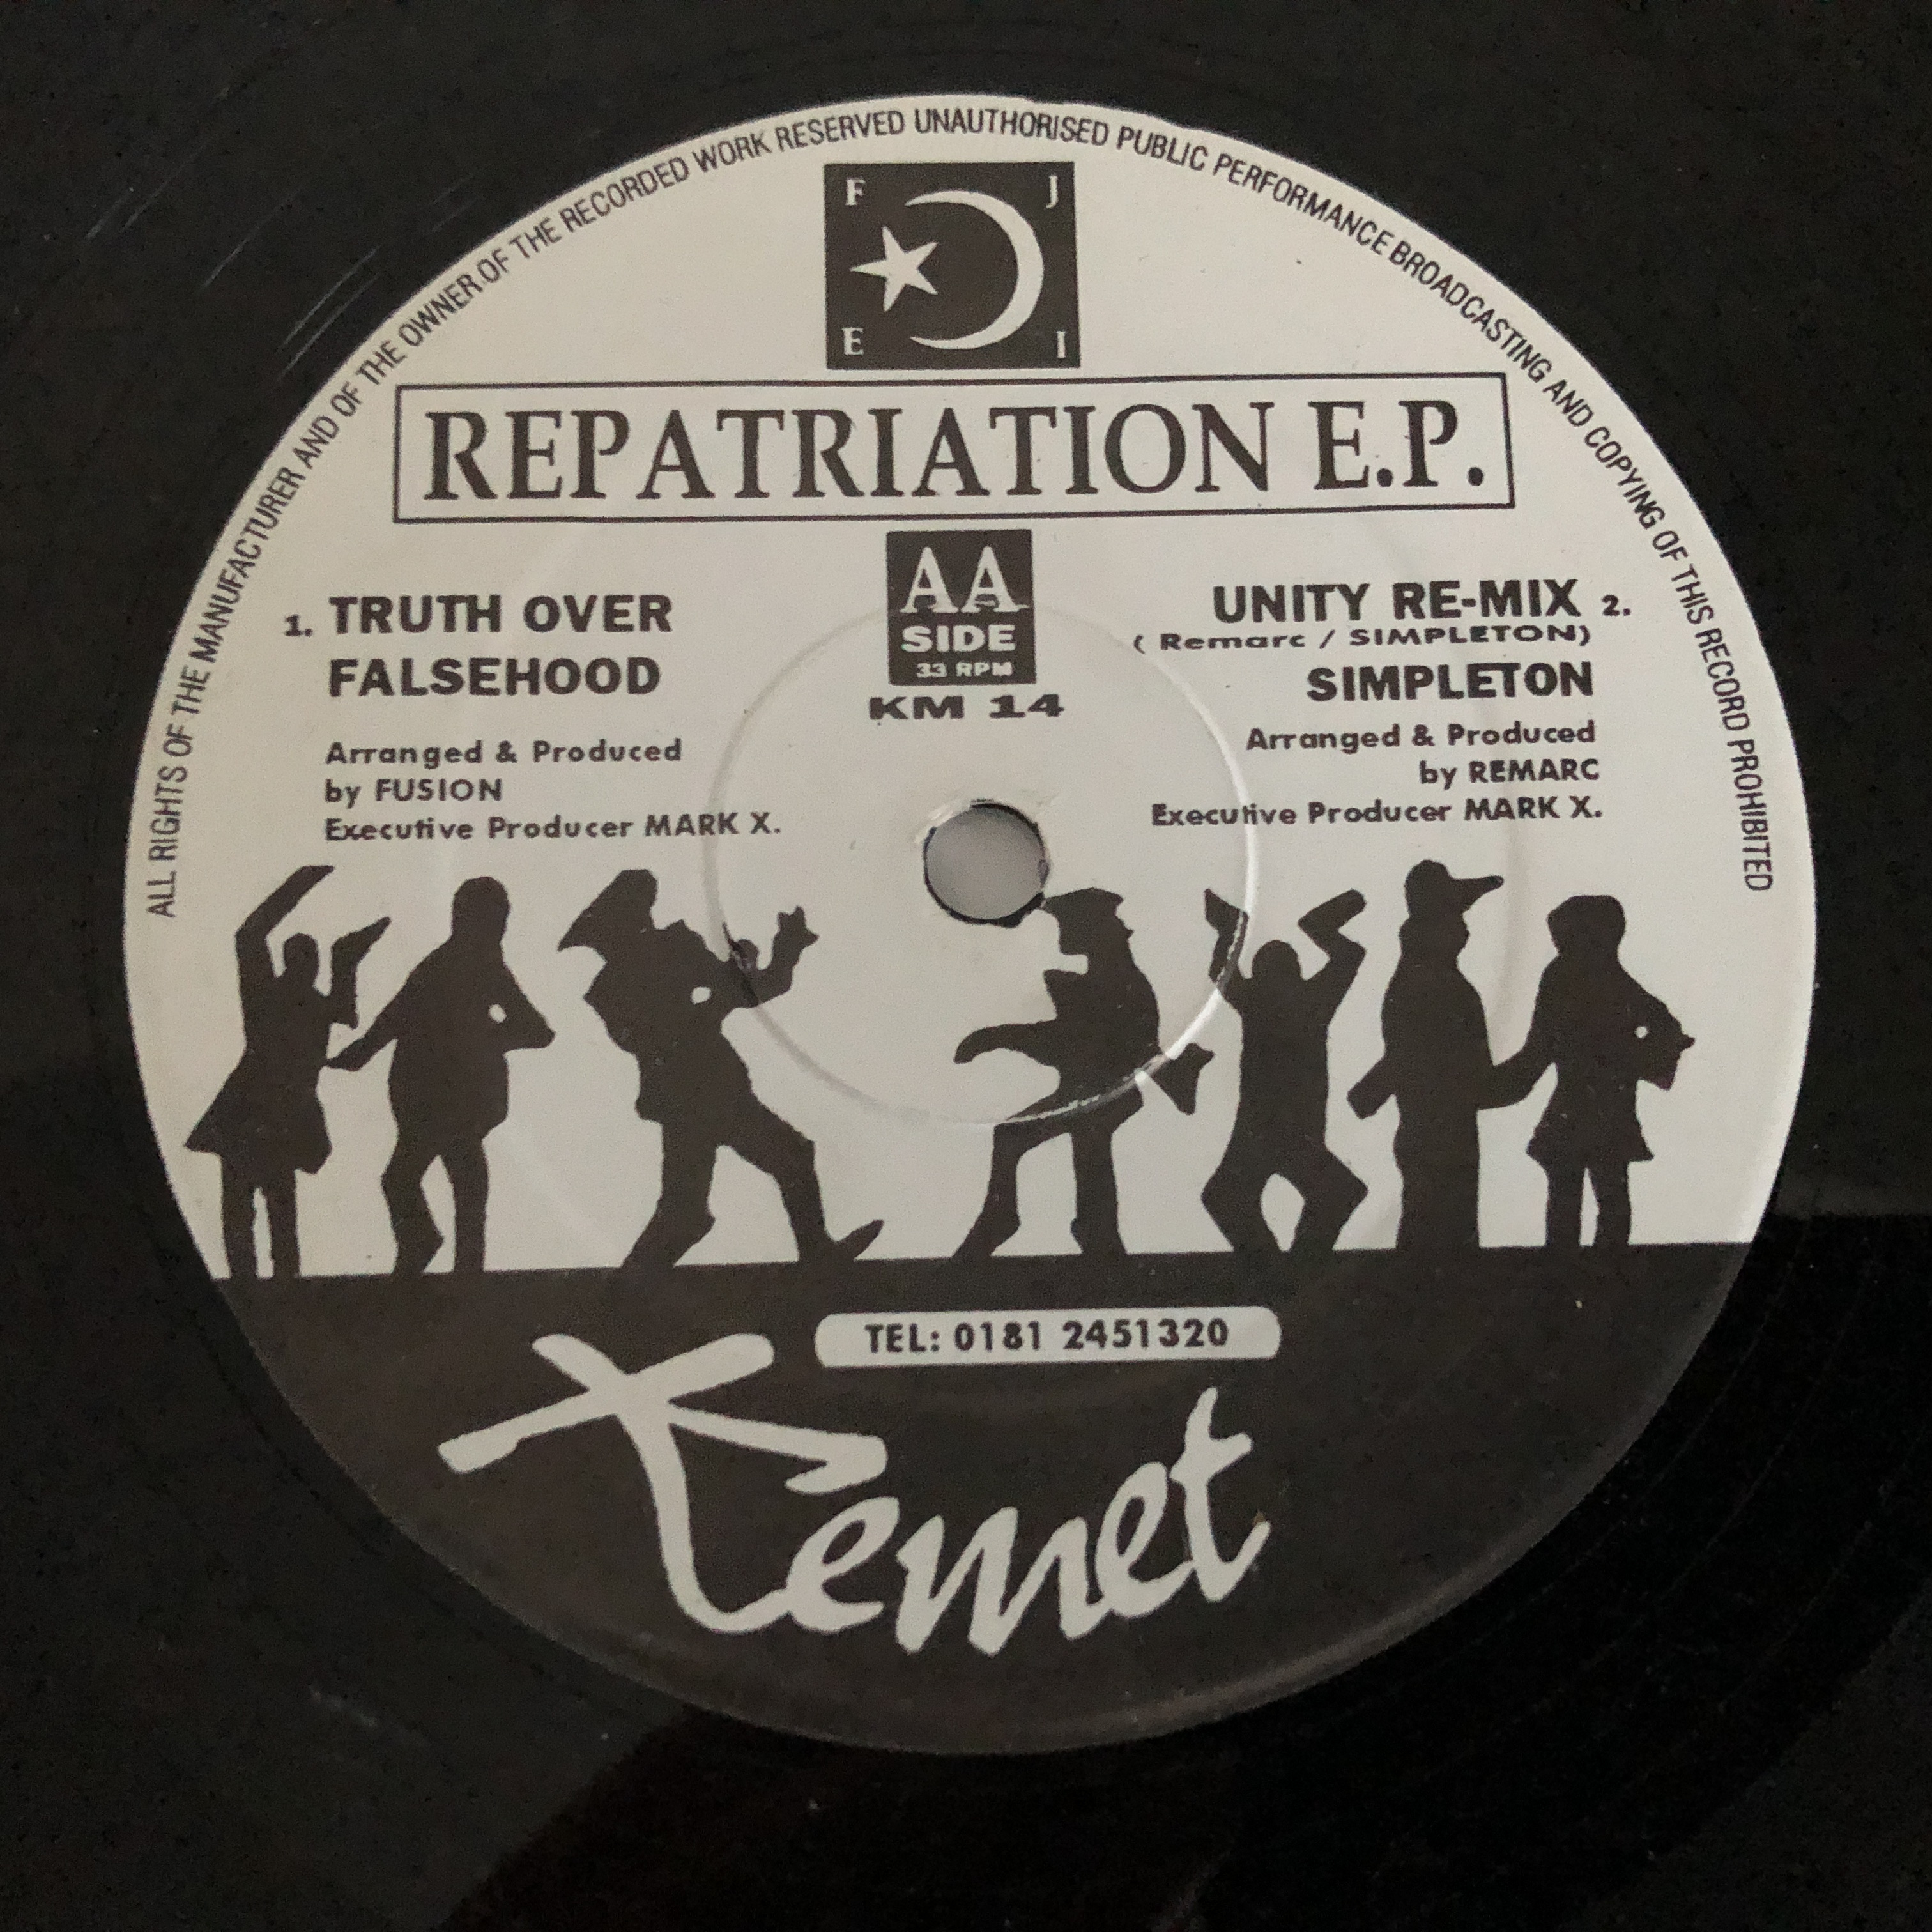 ALL RIGHTS OF THE MANUFACTURER AND OF THE OWNER OF THE RECORDED WORK RESERVED UNAUTHORISED PUBLIC PERFORMANCE BROADCASTING AND COPYING OF THIS RECORD PROHIBITED
F J
E I
REPATRIATION E.P.
AA
SIDE
33 RPM
KM 14
1. TRUTH OVER
FALSEHOOD
Arranged & Produced
by FUSION
Executive Producer MARK X.
UNITY RE-MIX 2.
( Remarc / SIMPLETON)
SIMPLETON
Arranged & Produced
by REMARC
Executive Producer MARK X.
TEL: 0181 2451320
Kemet